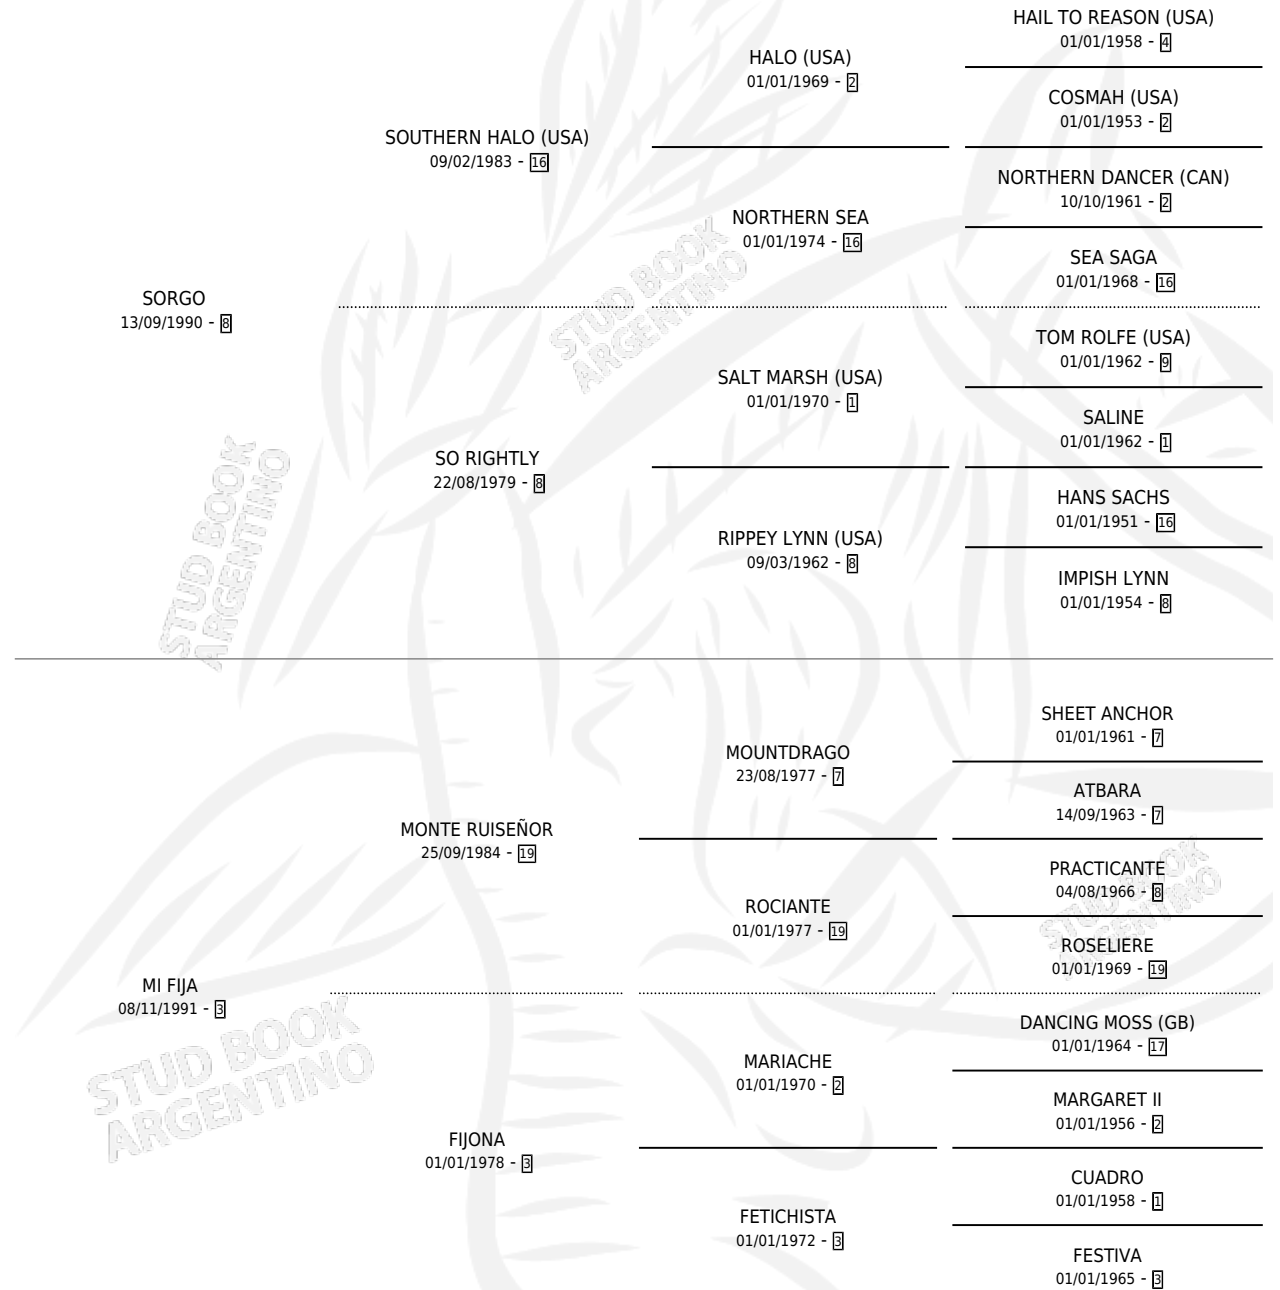 HAIL TO REASON (USA)
01/01/1958 - 4
HALO (USA)
01/01/1969 - 2
COSMAH (USA)
01/01/1953 - 2
SOUTHERN HALO (USA)
09/02/1983 - 16
NORTHERN DANCER (CAN)
10/10/1961 - 2
NORTHERN SEA
01/01/1974 - 16
SEA SAGA
01/01/1968 - 16
SORGO
13/09/1990 - 8
TOM ROLFE (USA)
01/01/1962 - 9
SALT MARSH (USA)
01/01/1970 - 1
SALINE
01/01/1962 - 1
SO RIGHTLY
22/08/1979 - 8
HANS SACHS
01/01/1951 - 16
RIPPEY LYNN (USA)
09/03/1962 - 8
IMPISH LYNN
01/01/1954 - 8
SHEET ANCHOR
01/01/1961 - 7
MOUNTDRAGO
23/08/1977 - 7
ATBARA
14/09/1963 - 7
MONTE RUISEÑOR
25/09/1984 - 19
PRACTICANTE
04/08/1966 - 8
ROCIANTE
01/01/1977 - 19
ROSELIERE
01/01/1969 - 19
MI FIJA
08/11/1991 - 3
DANCING MOSS (GB)
01/01/1964 - 17
MARIACHE
01/01/1970 - 2
MARGARET II
01/01/1956 - 2
FIJONA
01/01/1978 - 3
CUADRO
01/01/1958 - 1
FETICHISTA
01/01/1972 - 3
FESTIVA
01/01/1965 - 3
STUD BOOK
ARGENTINO
STUD BOOK
ARGENTINO
STUD BOOK
ARGENTINO
STUD BOOK
ARGENTINO